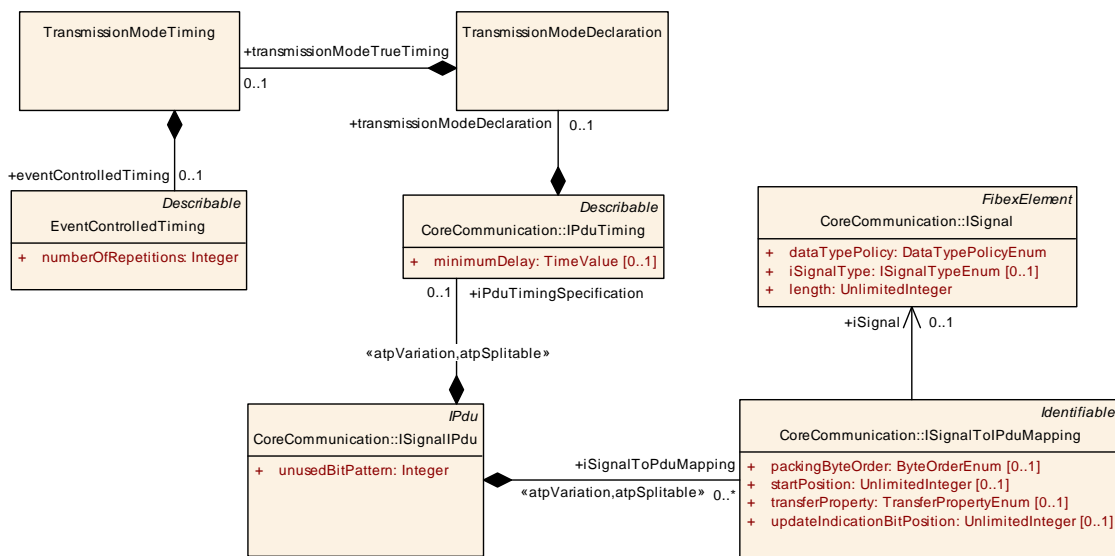 TransmissionModeTiming
TransmissionModeDeclaration
+transmissionModeTrueTiming
0..1
+transmissionModeDeclaration
0..1
+eventControlledTiming
0..1
Describable
EventControlledTiming
+ numberOfRepetitions: Integer
Describable
CoreCommunication::IPduTiming
+ minimumDelay: TimeValue [0..1]
FibexElement
CoreCommunication::ISignal
+ dataTypePolicy: DataTypePolicyEnum
+ iSignalType: ISignalTypeEnum [0..1]
+ length: UnlimitedInteger
0..1
+iPduTimingSpecification
+iSignal
0..1
«atpVariation,atpSplitable»
IPdu
CoreCommunication::ISignalIPdu
+ unusedBitPattern: Integer
+iSignalToPduMapping
«atpVariation,atpSplitable»
0..*
Identifiable
CoreCommunication::ISignalToIPduMapping
+ packingByteOrder: ByteOrderEnum [0..1]
+ startPosition: UnlimitedInteger [0..1]
+ transferProperty: TransferPropertyEnum [0..1]
+ updateIndicationBitPosition: UnlimitedInteger [0..1]